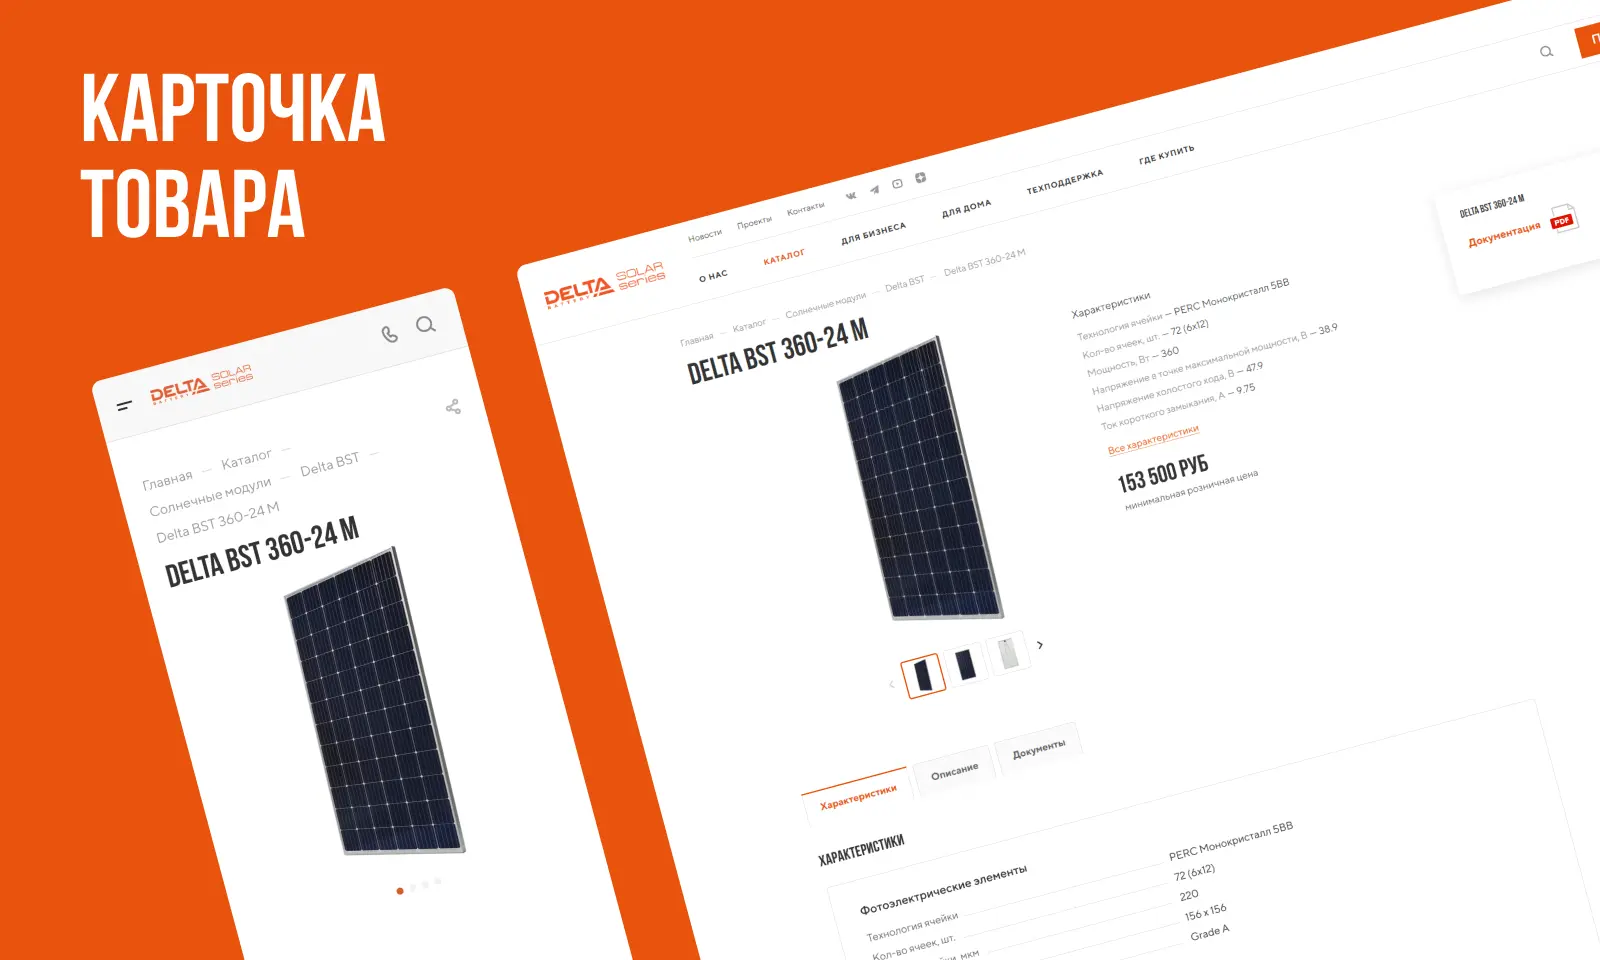 КАРТОЧКА
ТОВАРА
DELTA SOLAR series
BATTERY
Главная — Каталог —
Солнечные модули — Delta BST —
Delta BST 360-24 M
DELTA BST 360-24 M
Новости Проекты Контакты
DELTA SOLAR series
BATTERY
О НАС КАТАЛОГ ДЛЯ БИЗНЕСА ДЛЯ ДОМА ТЕХПОДДЕРЖКА ГДЕ КУПИТЬ
Главная — Каталог — Солнечные модули — Delta BST — Delta BST 360-24 M
DELTA BST 360-24 M
Характеристики
Технология ячейки — PERC Монокристалл 5BB
Кол-во ячеек, шт. — 72 (6x12)
Мощность, Вт — 360
Напряжение в точке максимальной мощности, В — 38.9
Напряжение холостого хода, В — 47.9
Ток короткого замыкания, А — 9.75
Все характеристики
153 500 РУБ
минимальная розничная цена
DELTA BST 360-24 M
Документация
PDF
Характеристики Описание Документы
ХАРАКТЕРИСТИКИ
Фотоэлектрические элементы
Технология ячейки PERC Монокристалл 5BB
Кол-во ячеек, шт. 72 (6x12)
мкм 220
156 x 156
Grade A